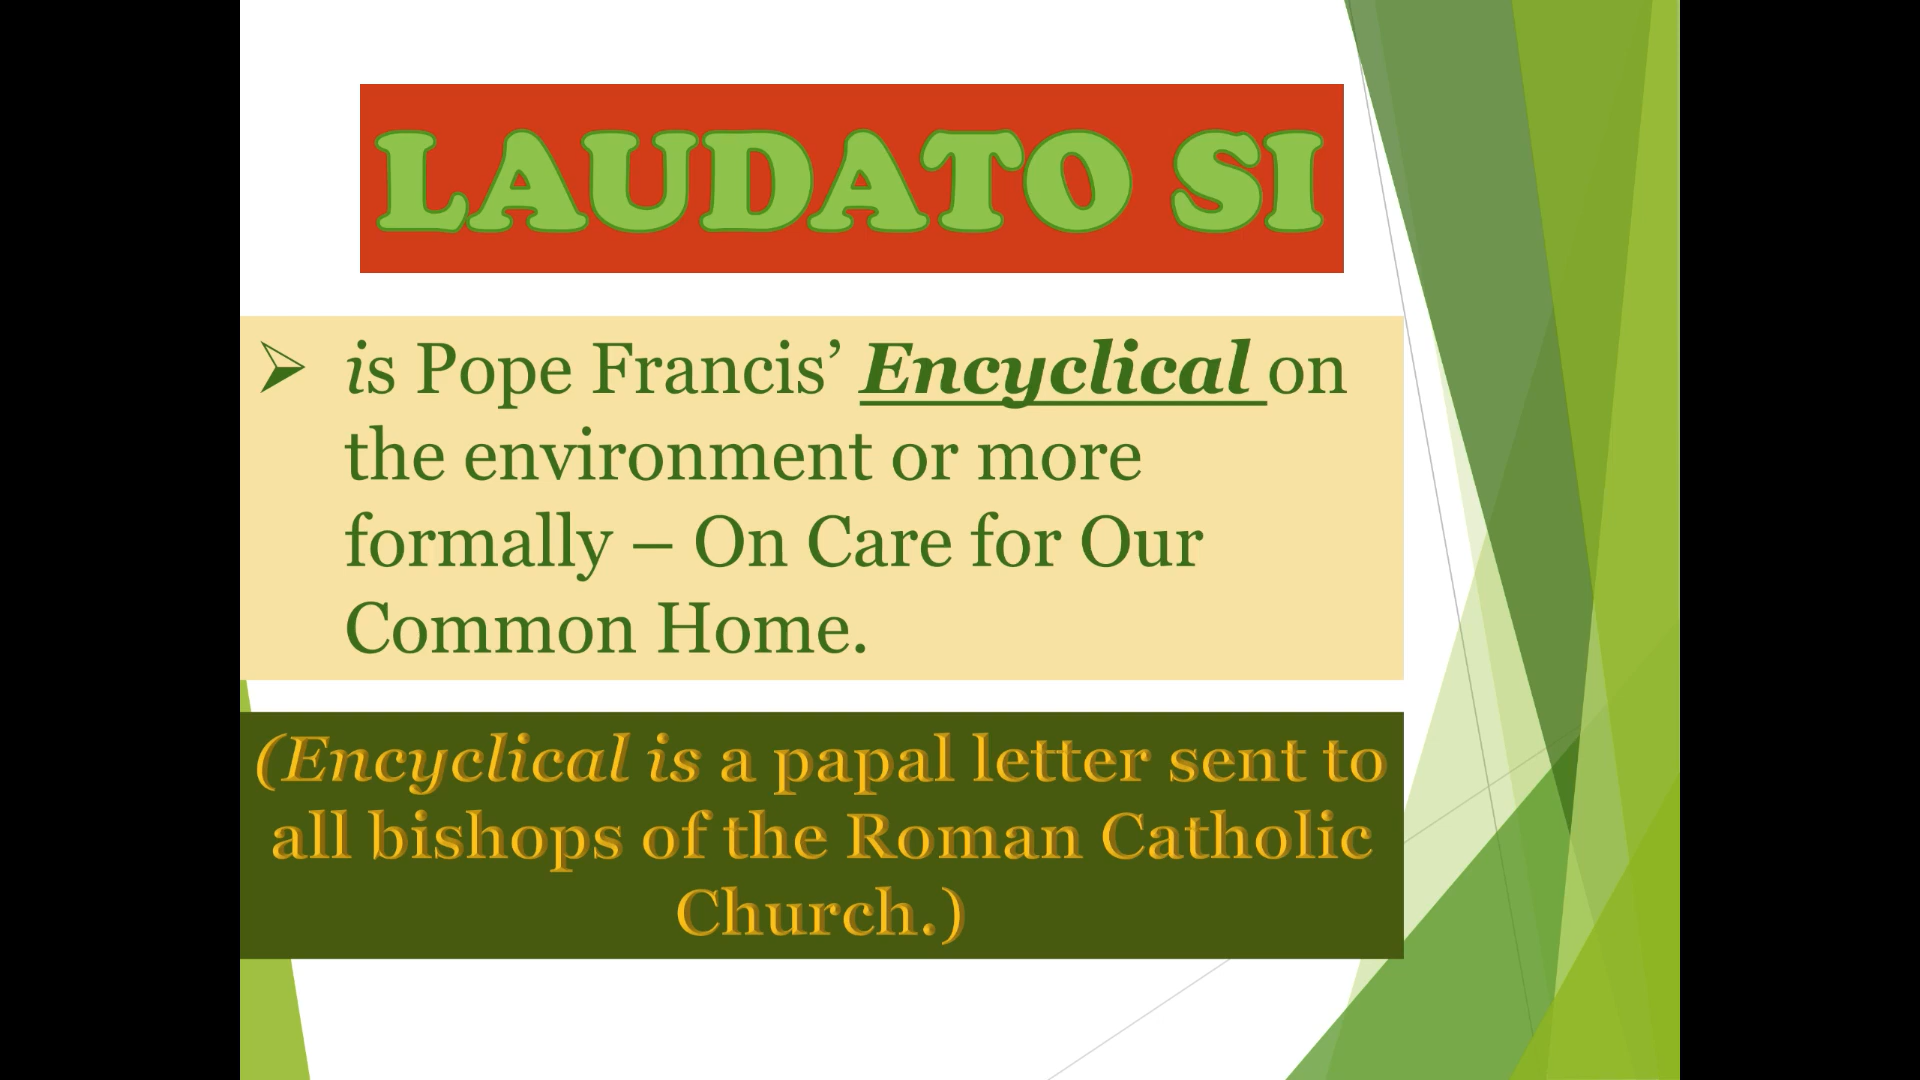 LAUDATO SI
➢ is Pope Francis’ Encyclical on
the environment or more
formally – On Care for Our
Common Home.
(Encyclical is a papal letter sent to
all bishops of the Roman Catholic
Church.)